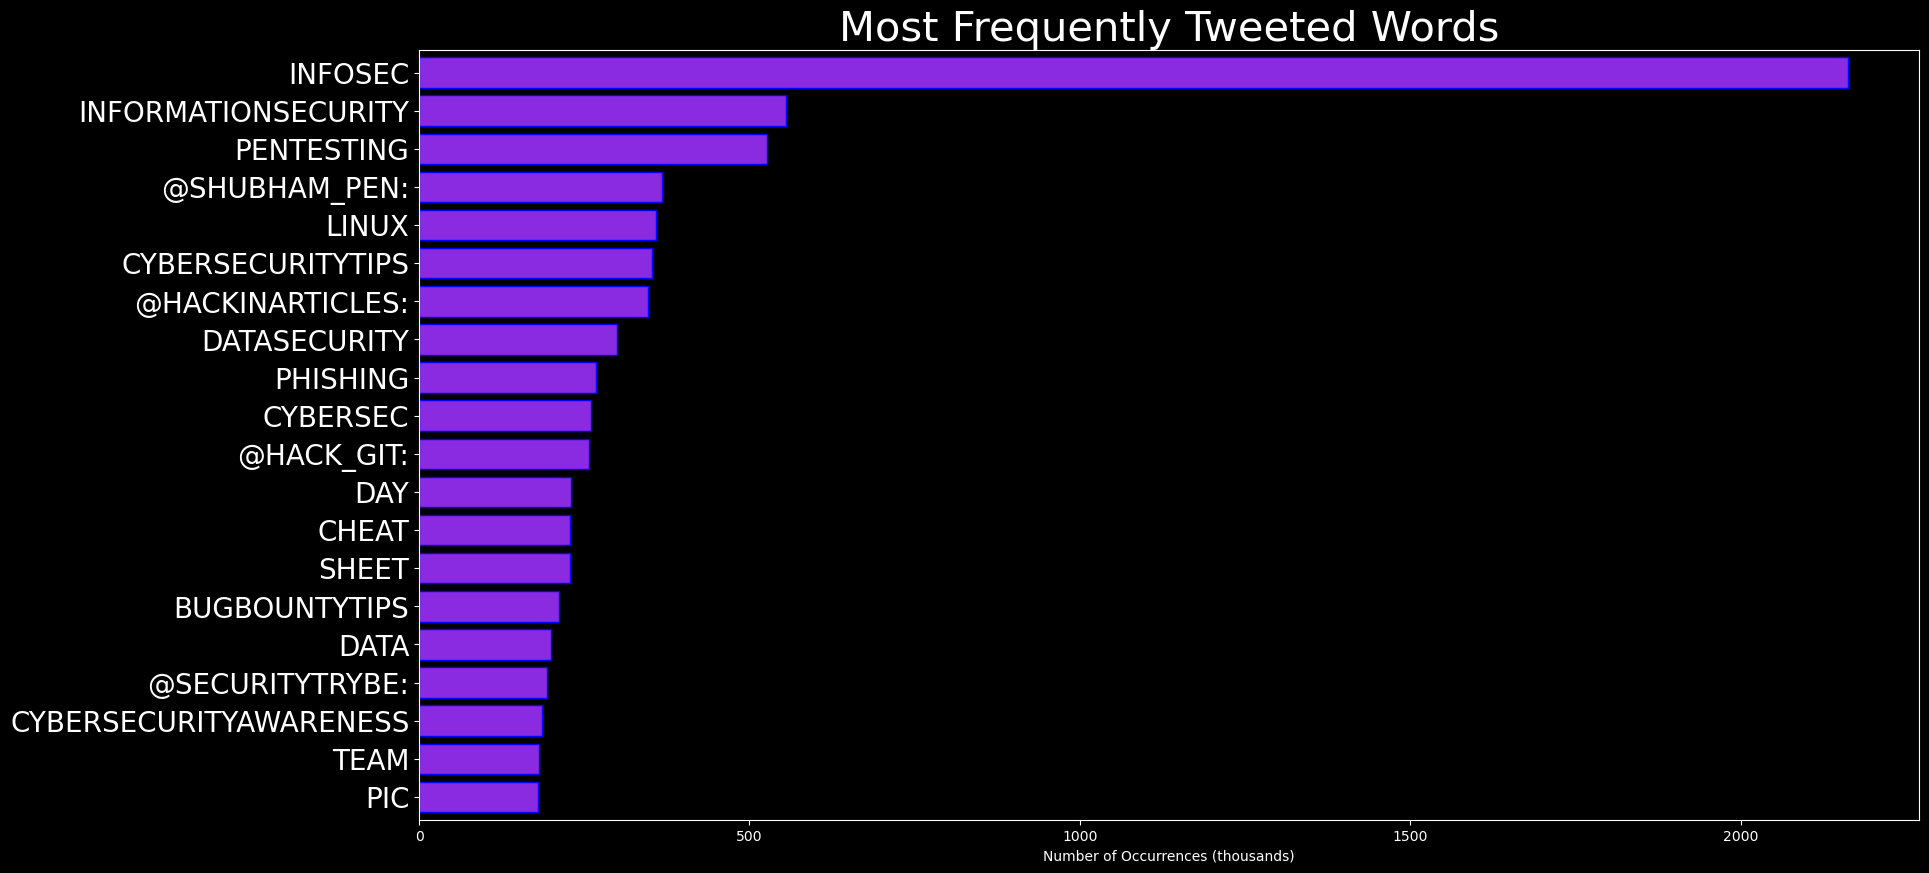 Most Frequently Tweeted Words
INFOSEC
INFORMATIONSECURITY
PENTESTING
@SHUBHAM_PEN:
LINUX
CYBERSECURITYTIPS
@HACKINARTICLES:
DATASECURITY
PHISHING
CYBERSEC
@HACK_GIT:
DAY
CHEAT
SHEET
BUGBOUNTYTIPS
DATA
@SECURITYTRYBE:
CYBERSECURITYAWARENESS
TEAM
PIC
0 500 1000 1500 2000
Number of Occurrences (thousands)